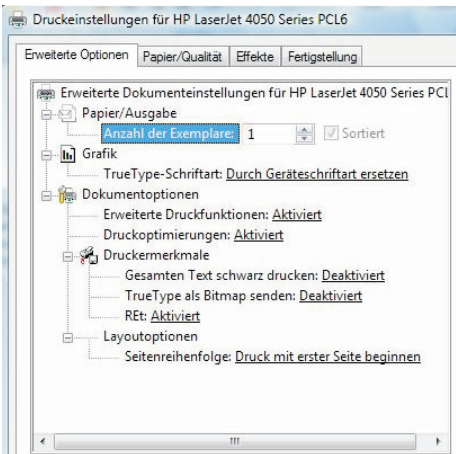 Druckeinstellungen für HP LaserJet 4050 Series PCL6
Erweiterte Optionen Papier/Qualität Effekte Fertigstellung
Erweiterte Dokumenteinstellungen für HP LaserJet 4050 Series PCL
Papier/Ausgabe
Anzahl der Exemplare: 1 Sortiert
Grafik
TrueType-Schriftart: Durch Geräteschriftart ersetzen
Dokumentoptionen
Erweiterte Druckfunktionen: Aktiviert
Druckoptimierungen: Aktiviert
Druckermerkmale
Gesamten Text schwarz drucken: Deaktiviert
TrueType als Bitmap senden: Deaktiviert
REt: Aktiviert
Layoutoptionen
Seitenreihenfolge: Druck mit erster Seite beginnen